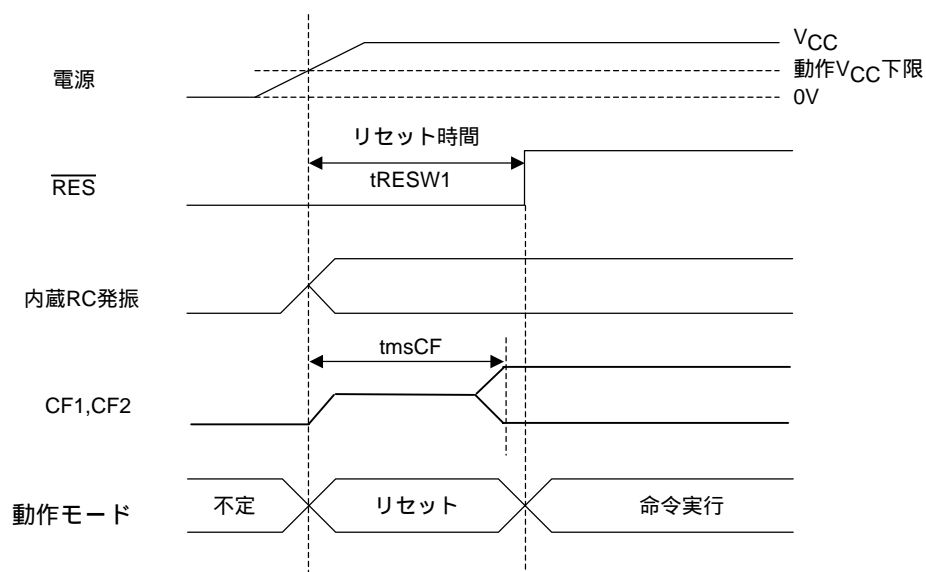 VCC
電源
動作VCC下限
0V
リセット時間
RES
tRESW1
内蔵RC発振
tmsCF
CF1,CF2
動作モード
不定
リセット
命令実行